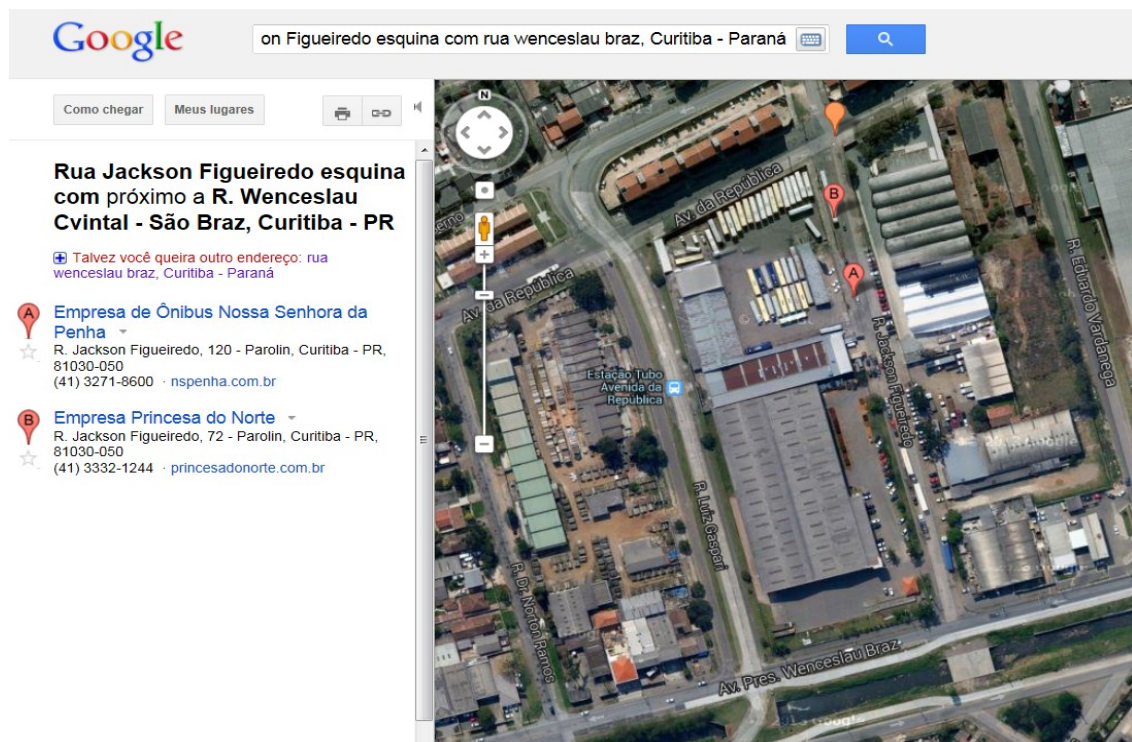 Google
on Figueiredo esquina com rua wenceslau braz, Curitiba - Paraná
Como chegar
Meus lugares
Rua Jackson Figueiredo esquina
com próximo a R. Wenceslau
Cvintal - São Braz, Curitiba - PR
Talvez você queira outro endereço: rua
wenceslau braz, Curitiba - Paraná
A
Empresa de Ônibus Nossa Senhora da
Penha
R. Jackson Figueiredo, 120 - Parolin, Curitiba - PR,
81030-050
(41) 3271-8600 · nspenha.com.br
B
Empresa Princesa do Norte
R. Jackson Figueiredo, 72 - Parolin, Curitiba - PR,
81030-050
(41) 3332-1244 · princesadonorte.com.br
N
Av. da República
B
A
Av. da República
R. Eduardo Vardanega
R. Jackson Figueiredo
Estação Tubo
Avenida da
República
R. Luiz Gaspari
R. Dr. Norton Ramos
Av. Pres. Wenceslau Braz